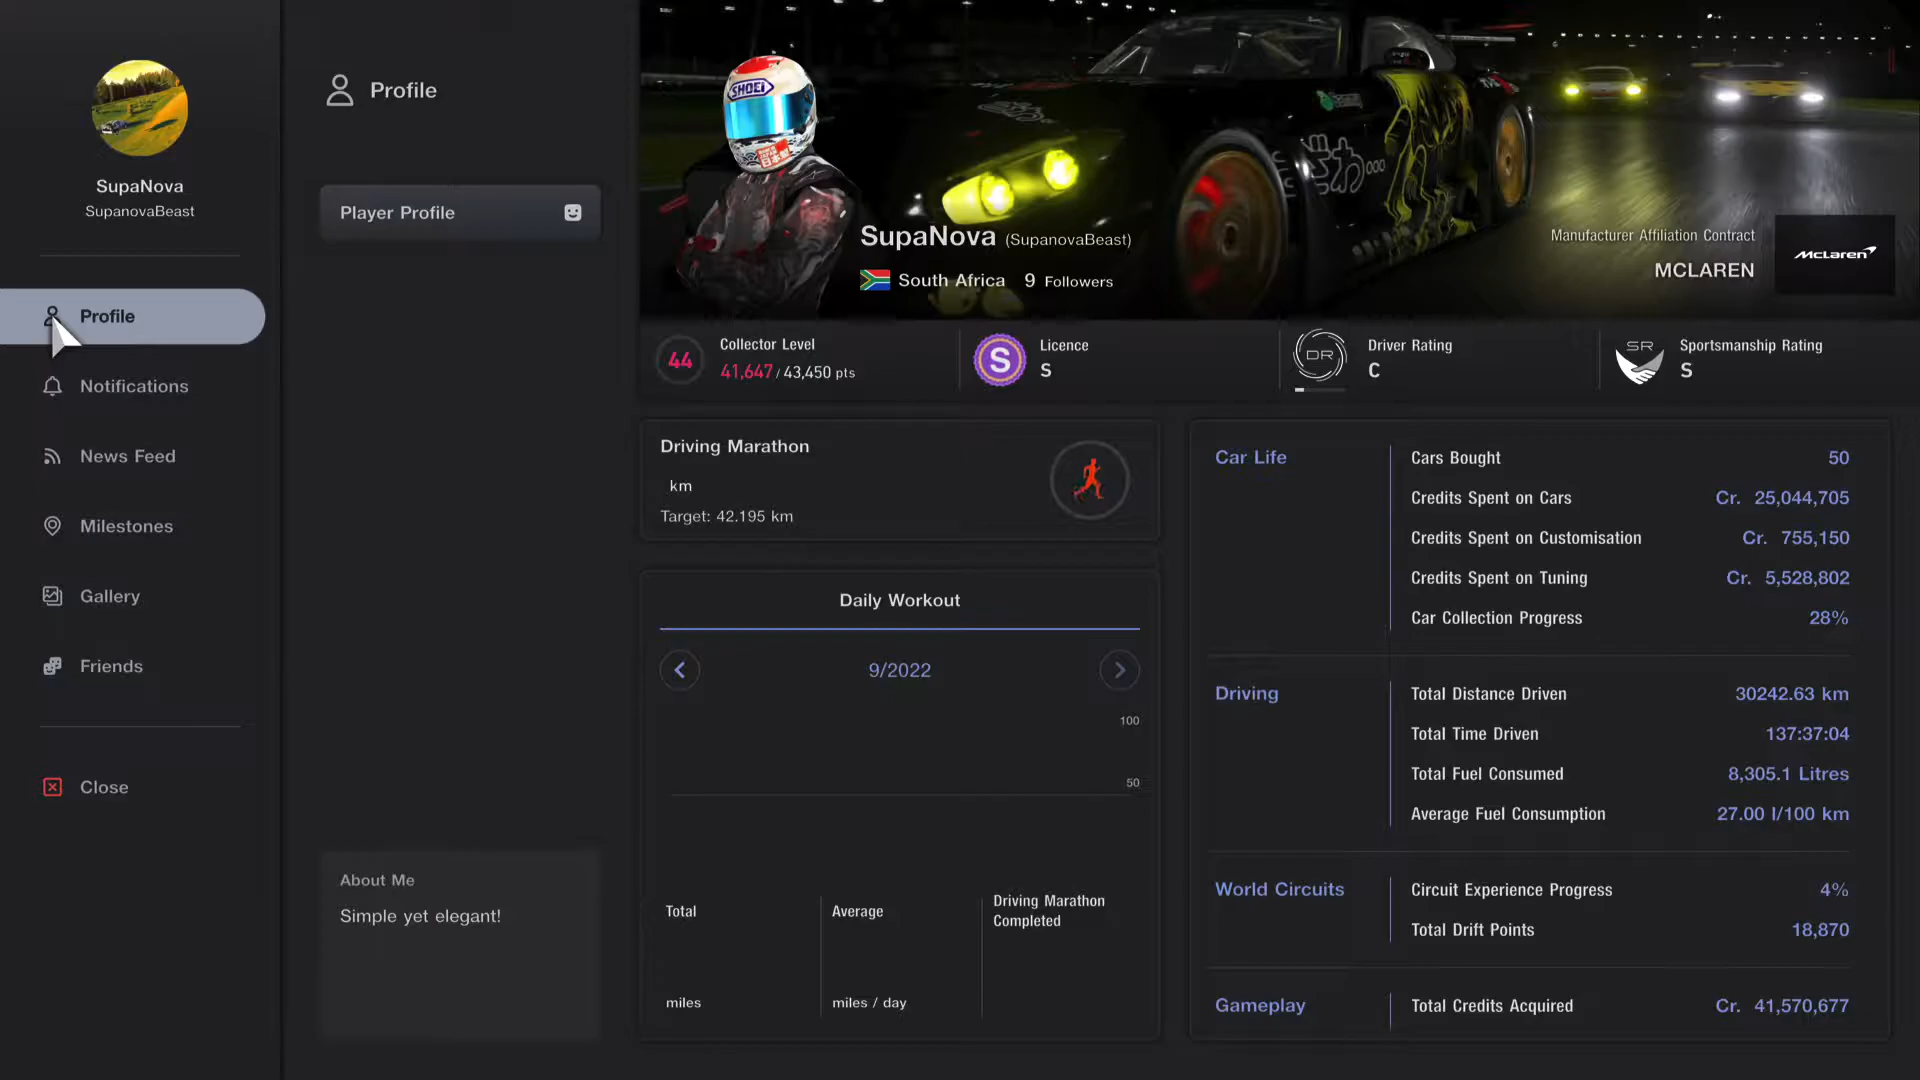 SupaNova
SupanovaBeast
Profile
Notifications
News Feed
Milestones
Gallery
Friends
Close
Profile
Player Profile
About Me
Simple yet elegant!
SHOEI
SupaNova (SupanovaBeast)
South Africa 9 Followers
Manufacturer Affiliation Contract
MCLAREN
McLaren
44
Collector Level
41,647 / 43,450 pts
S
Licence
S
DR
Driver Rating
C
SR
Sportsmanship Rating
S
Driving Marathon
km
Target: 42.195 km
Daily Workout
9/2022
100
50
Total
miles
Average
miles / day
Driving Marathon
Completed
Car Life
Cars Bought 50
Credits Spent on Cars Cr. 25,044,705
Credits Spent on Customisation Cr. 755,150
Credits Spent on Tuning Cr. 5,528,802
Car Collection Progress 28%
Driving
Total Distance Driven 30242.63 km
Total Time Driven 137:37:04
Total Fuel Consumed 8,305.1 Litres
Average Fuel Consumption 27.00 l/100 km
World Circuits
Circuit Experience Progress 4%
Total Drift Points 18,870
Gameplay
Total Credits Acquired Cr. 41,570,677